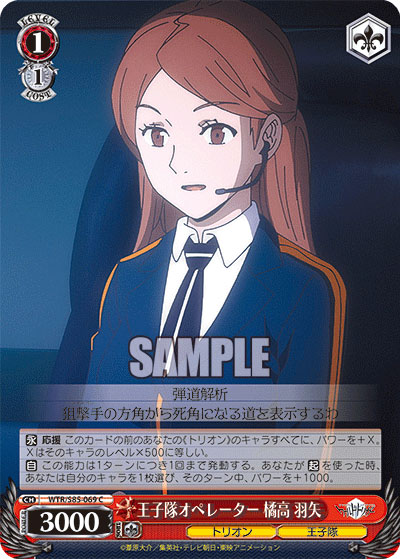 LEVEL
1
1
COST
SAMPLE
弾道解析
狙撃手の方角から死角になる道を表示するわ
永 応援 このカードの前のあなたの《トリオン》のキャラすべてに、パワーを＋X。
Xはそのキャラのレベル×500に等しい。
自 この能力は1ターンにつき1回まで発動する。あなたが 起 を使った時、
あなたは自分のキャラを1枚選び、そのターン中、パワーを＋1000。
CH WTR/S85-069 C
POWER
3000
王子隊オペレーター 橘高 羽矢
トリオン
王子隊
©葦原大介／集英社・テレビ朝日・東映アニメーション